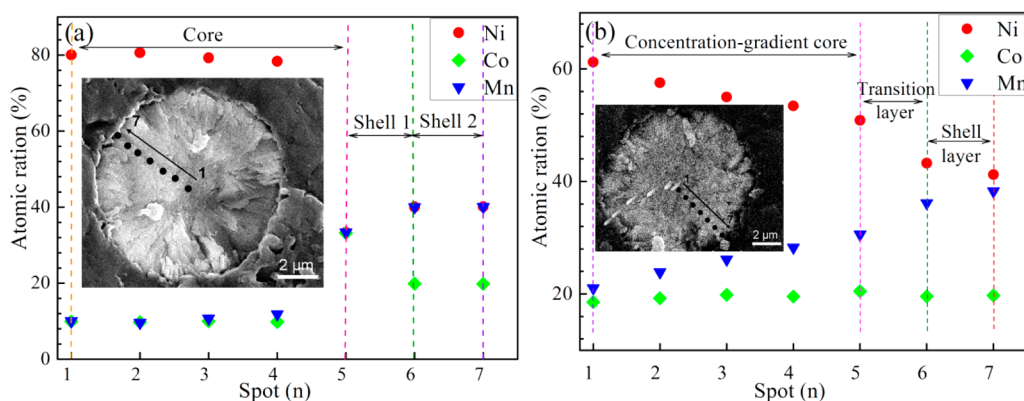 (a)
Core
Ni
Co
Mn
Shell 1
Shell 2
7
1
2 μm
80
60
40
20
0
Atomic ration (%)
1 2 3 4 5 6 7
Spot (n)
(b)
Concentration-gradient core
Ni
Co
Mn
Transition
layer
Shell
layer
1
7
2 μm
60
40
20
Atomic ration (%)
1 2 3 4 5 6 7
Spot (n)